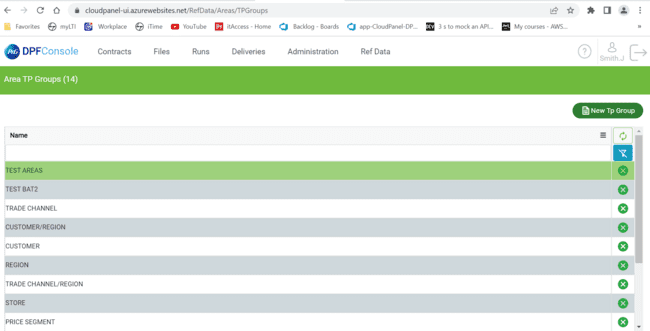 cloudpanel-ui.azurewebsites.net/RefData/Areas/TPGroups
Favorites myLTI Workplace iTime YouTube itAccess - Home Backlog - Boards app-CloudPanel-DP... 3 s to mock an API... My courses - AWS...
P&G DPFConsole Contracts Files Runs Deliveries Administration Ref Data ? Smith.J
Area TP Groups (14)
New Tp Group
Name
TEST AREAS
TEST BAT2
TRADE CHANNEL
CUSTOMER/REGION
CUSTOMER
REGION
TRADE CHANNEL/REGION
STORE
PRICE SEGMENT